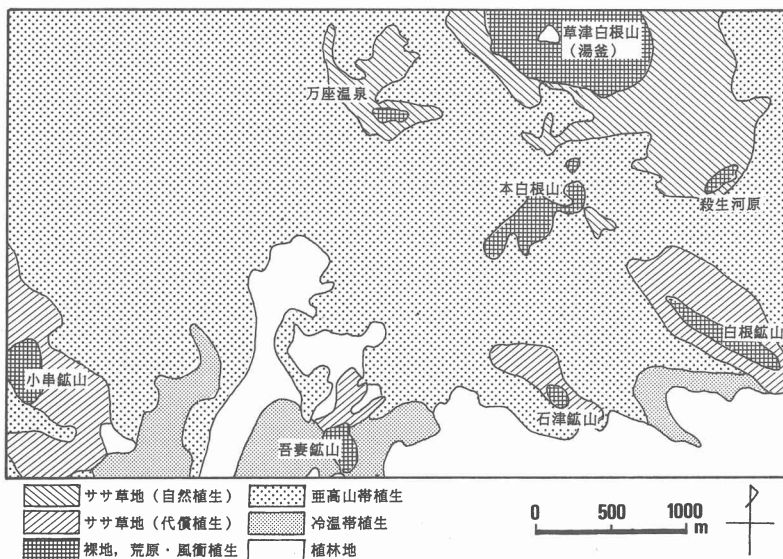 草津白根山
(湯釜)
万座温泉
本白根山
殺生河原
白根鉱山
小串鉱山
石津鉱山
吾妻鉱山
ササ草地(自然植生)
ササ草地(代償植生)
裸地,荒原・風衝植生
亜高山帯植生
冷温帯植生
植林地
0 500 1000
m